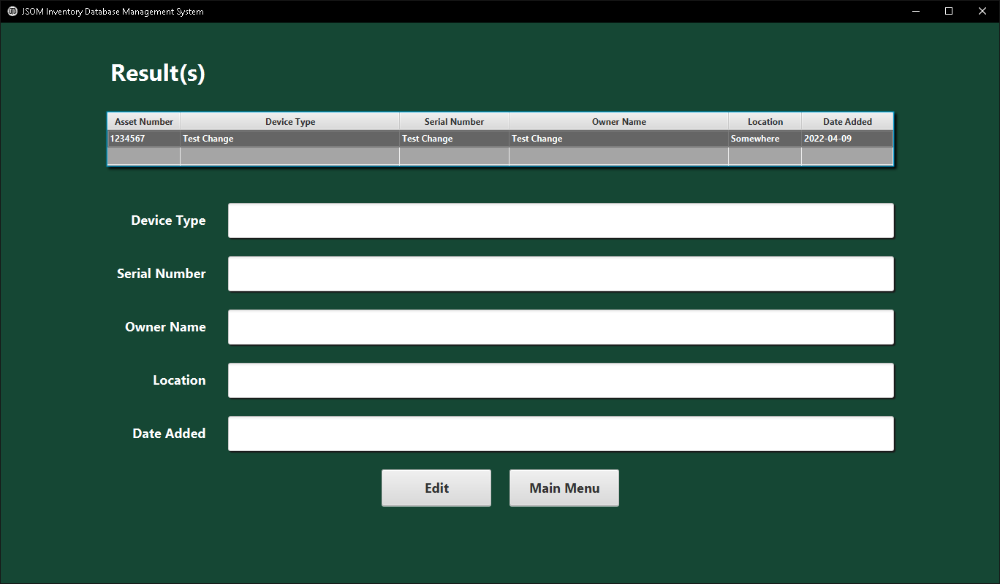 JSOM Inventory Database Management System
Result(s)
Asset Number Device Type Serial Number Owner Name Location Date Added
1234567 Test Change Test Change Test Change Somewhere 2022-04-09
Device Type
Serial Number
Owner Name
Location
Date Added
Edit Main Menu